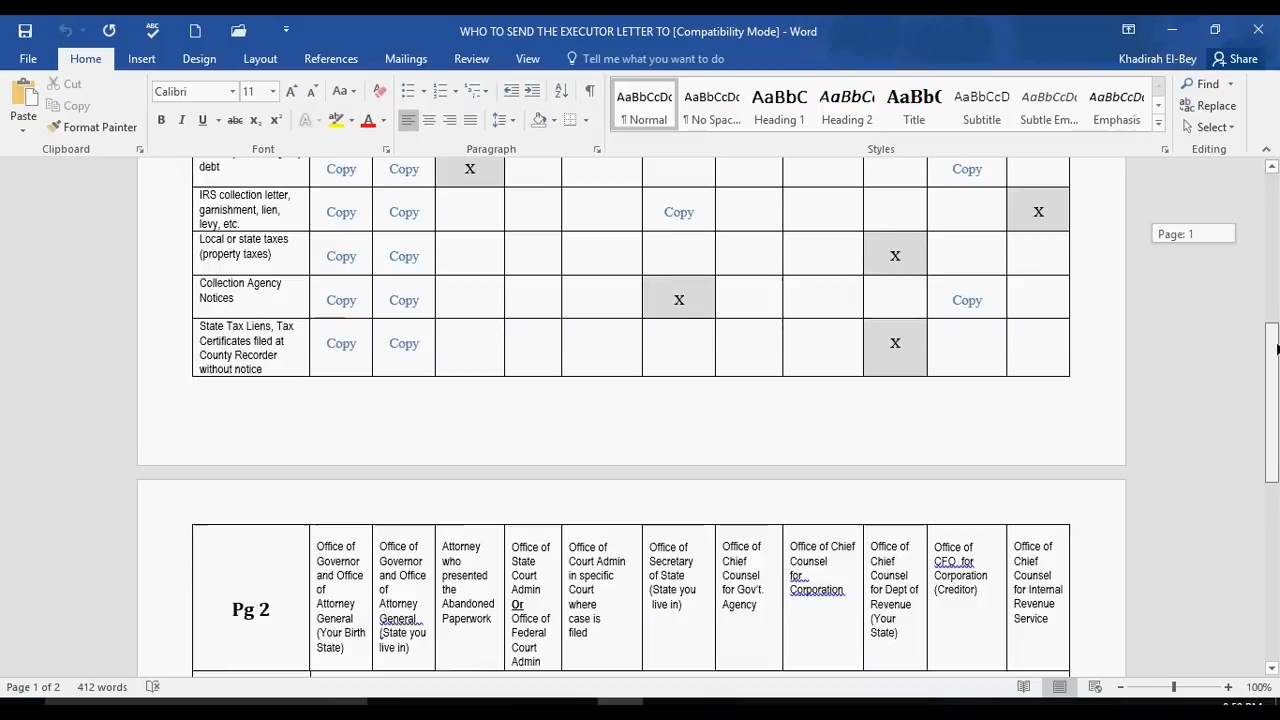 WHO TO SEND THE EXECUTOR LETTER TO [Compatibility Mode] - Word
File Home Insert Design Layout References Mailings Review View Tell me what you want to do Khadirah El-Bey Share
Paste
Cut
Copy
Format Painter
Calibri 11
B I U abc X₂ X² A
AaBbCcDc ¶ Normal
AaBbCcDc ¶ No Spac...
AaBbC Heading 1
AaBbCc Heading 2
AaBb( Title
AaBbCcD Subtitle
AaBbCcDc Subtle Em...
AaBbCcDc Emphasis
Find
Replace
Select
Clipboard Font Paragraph Styles Editing
debt Copy Copy X Copy
IRS collection letter,
garnishment, lien,
levy, etc.
Copy Copy Copy X
Local or state taxes
(property taxes)
Copy Copy X
Collection Agency
Notices
Copy Copy X Copy
State Tax Liens, Tax
Certificates filed at
County Recorder
without notice
Copy Copy X
Page: 1
Pg 2
Office of
Governor
and Office
of
Attorney
General
(Your Birth
State)
Office of
Governor
and Office
of
Attorney
General
(State you
live in)
Attorney
who
presented
the
Abandoned
Paperwork
Office of
State
Court
Admin
Or
Office of
Federal
Court
Admin
Office of
Court Admin
in specific
Court
where
case is
filed
Office of
Secretary
of State
(State you
live in)
Office of
Chief
Counsel
for Gov't.
Agency
Office of Chief
Counsel
for
Corporation
Office of
Chief
Counsel
for Dept of
Revenue
(Your
State)
Office of
CFO for
Corporation
(Creditor)
Office of
Chief
Counsel
for Internal
Revenue
Service
Page 1 of 2 412 words 100%